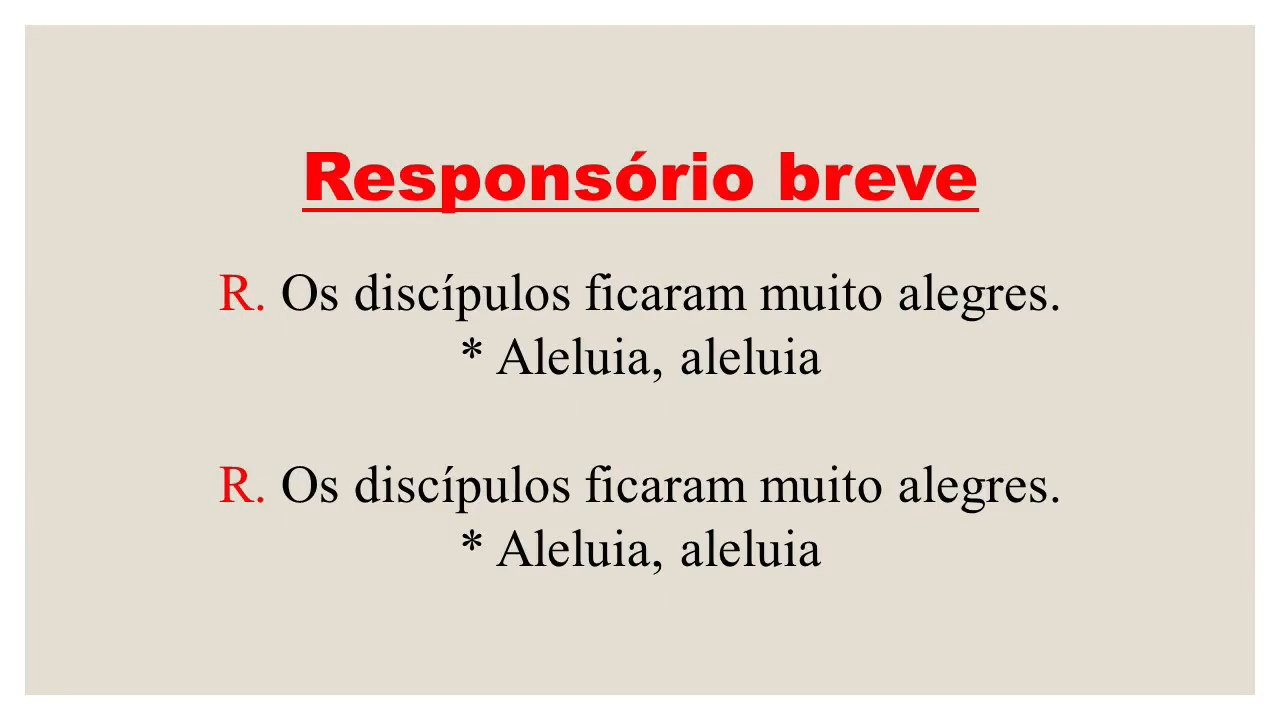 Responsório breve
R. Os discípulos ficaram muito alegres.
* Aleluia, aleluia
R. Os discípulos ficaram muito alegres.
* Aleluia, aleluia